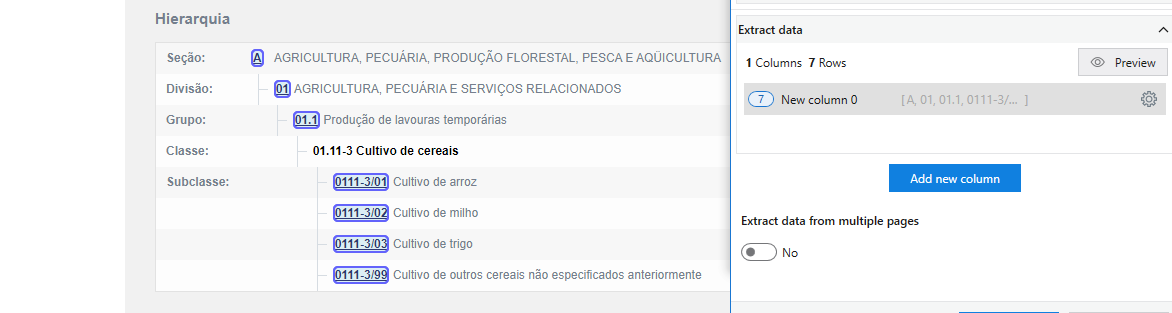 Hierarquia
Seção: A AGRICULTURA, PECUÁRIA, PRODUÇÃO FLORESTAL, PESCA E AQÜICULTURA
Divisão: 01 AGRICULTURA, PECUÁRIA E SERVIÇOS RELACIONADOS
Grupo: 01.1 Produção de lavouras temporárias
Classe: 01.11-3 Cultivo de cereais
Subclasse: 0111-3/01 Cultivo de arroz
0111-3/02 Cultivo de milho
0111-3/03 Cultivo de trigo
0111-3/99 Cultivo de outros cereais não especificados anteriormente
Extract data
1 Columns 7 Rows
Preview
7 New column 0 [ A, 01, 01.1, 0111-3/... ]
Add new column
Extract data from multiple pages
No